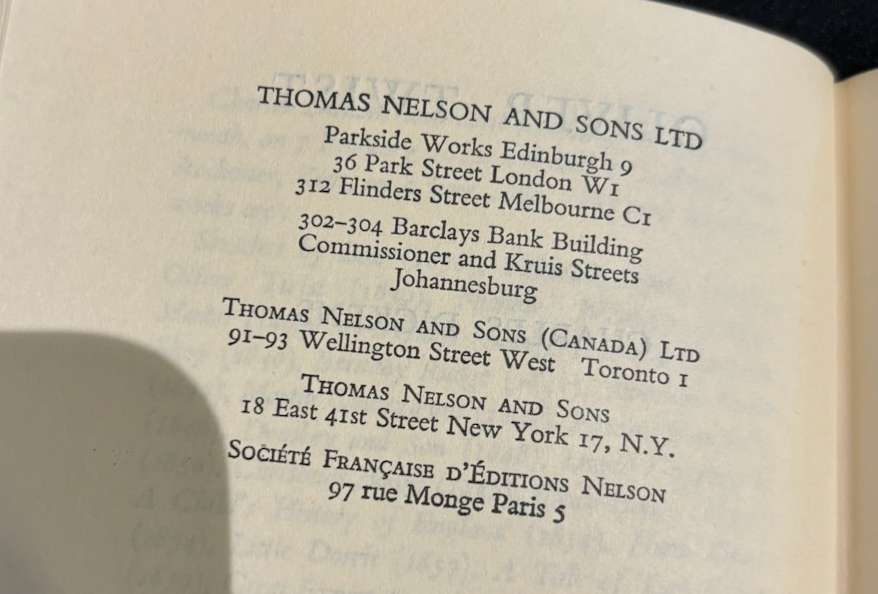 THOMAS NELSON AND SONS LTD
Parkside Works Edinburgh 9
36 Park Street London W1
312 Flinders Street Melbourne C1
302–304 Barclays Bank Building
Commissioner and Kruis Streets
Johannesburg
THOMAS NELSON AND SONS (CANADA) LTD
91–93 Wellington Street West Toronto 1
THOMAS NELSON AND SONS
18 East 41st Street New York 17, N.Y.
SOCIÉTÉ FRANÇAISE D'ÉDITIONS NELSON
97 rue Monge Paris 5